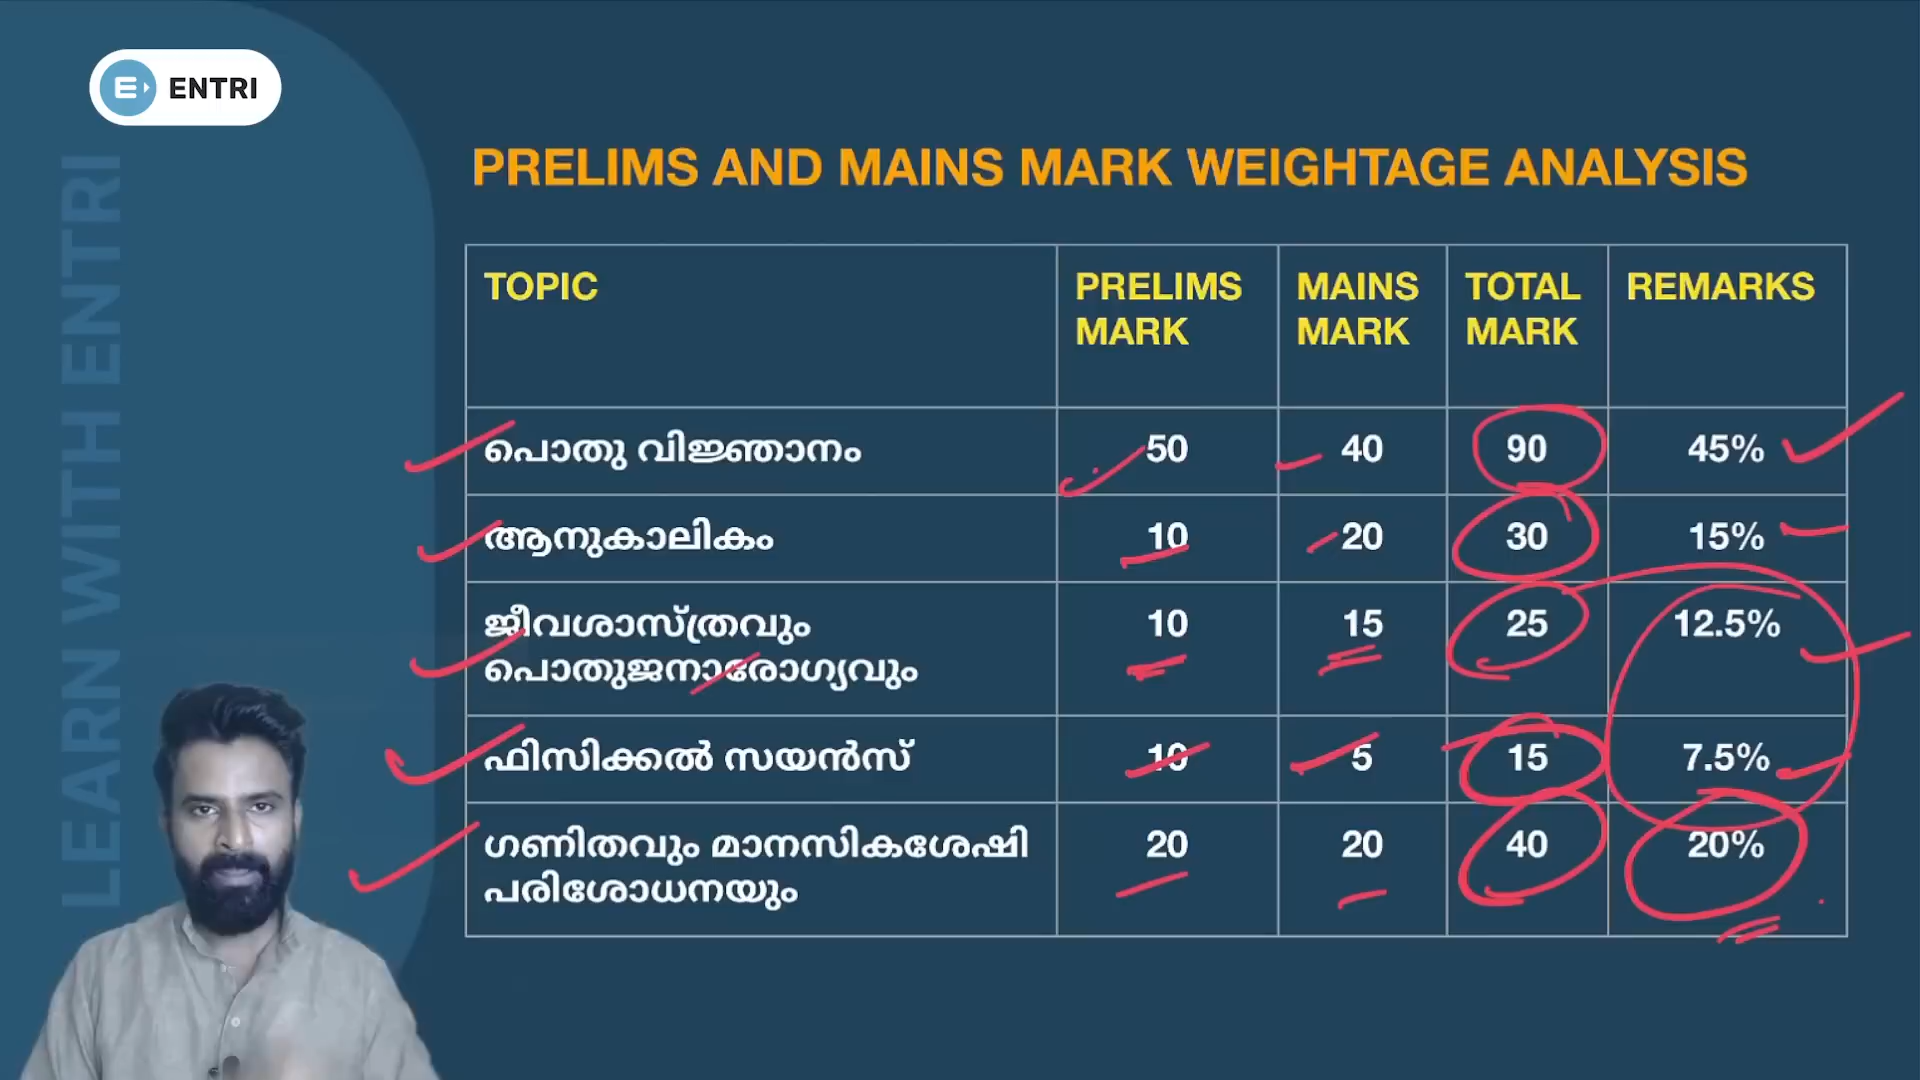 ENTRI
LEARN WITH ENTRI
PRELIMS AND MAINS MARK WEIGHTAGE ANALYSIS
TOPIC
PRELIMS
MARK
MAINS
MARK
TOTAL
MARK
REMARKS
പൊതു വിജ്ഞാനം 50 40 90 45%
ആനുകാലികം 10 20 30 15%
ജീവശാസ്ത്രവും 10 15 25 12.5%
പൊതുജനാരോഗ്യവും
ഫിസിക്കൽ സയൻസ് 10 5 15 7.5%
ഗണിതവും മാനസികശേഷി 20 20 40 20%
പരിശോധനയും